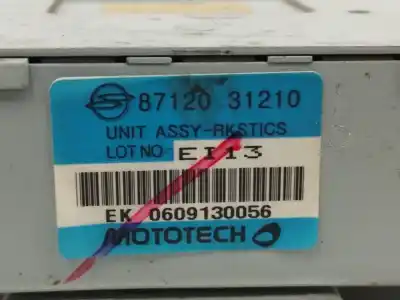 87120 31210
UNIT ASSY-RKSTICS
LOT NO EI13
EK 0609130056
MOTOTECH